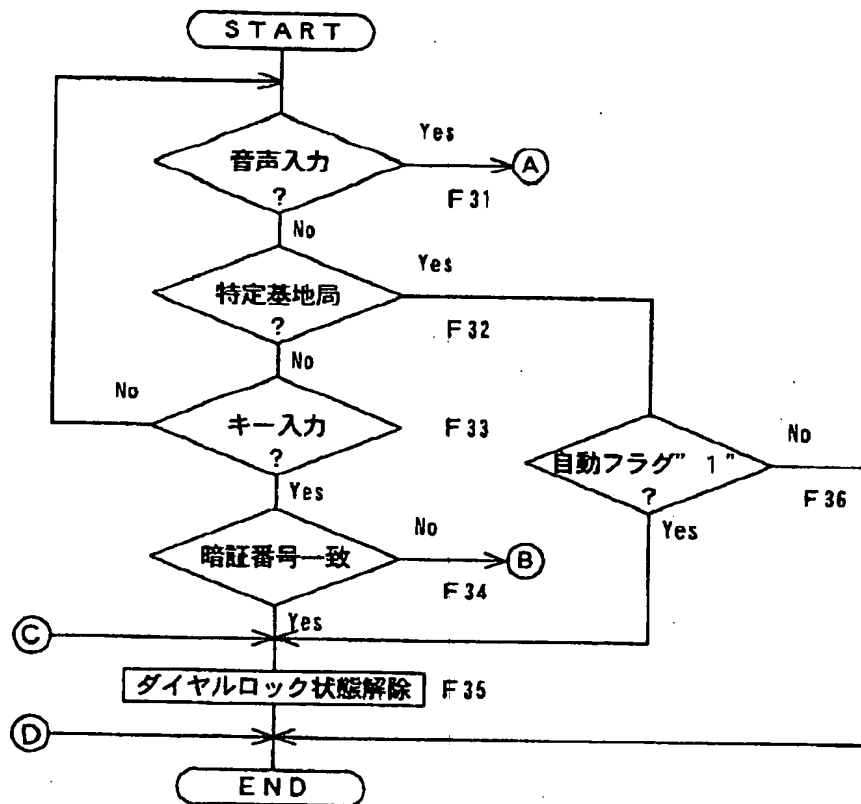 START
音声入力
?
Yes
A
F31
No
特定基地局
?
Yes
F32
No
キー入力
?
No
F33
Yes
自動フラグ" 1 "
?
No
F36
Yes
暗証番号一致
No
B
F34
Yes
C
ダイヤルロック状態解除
F35
D
END